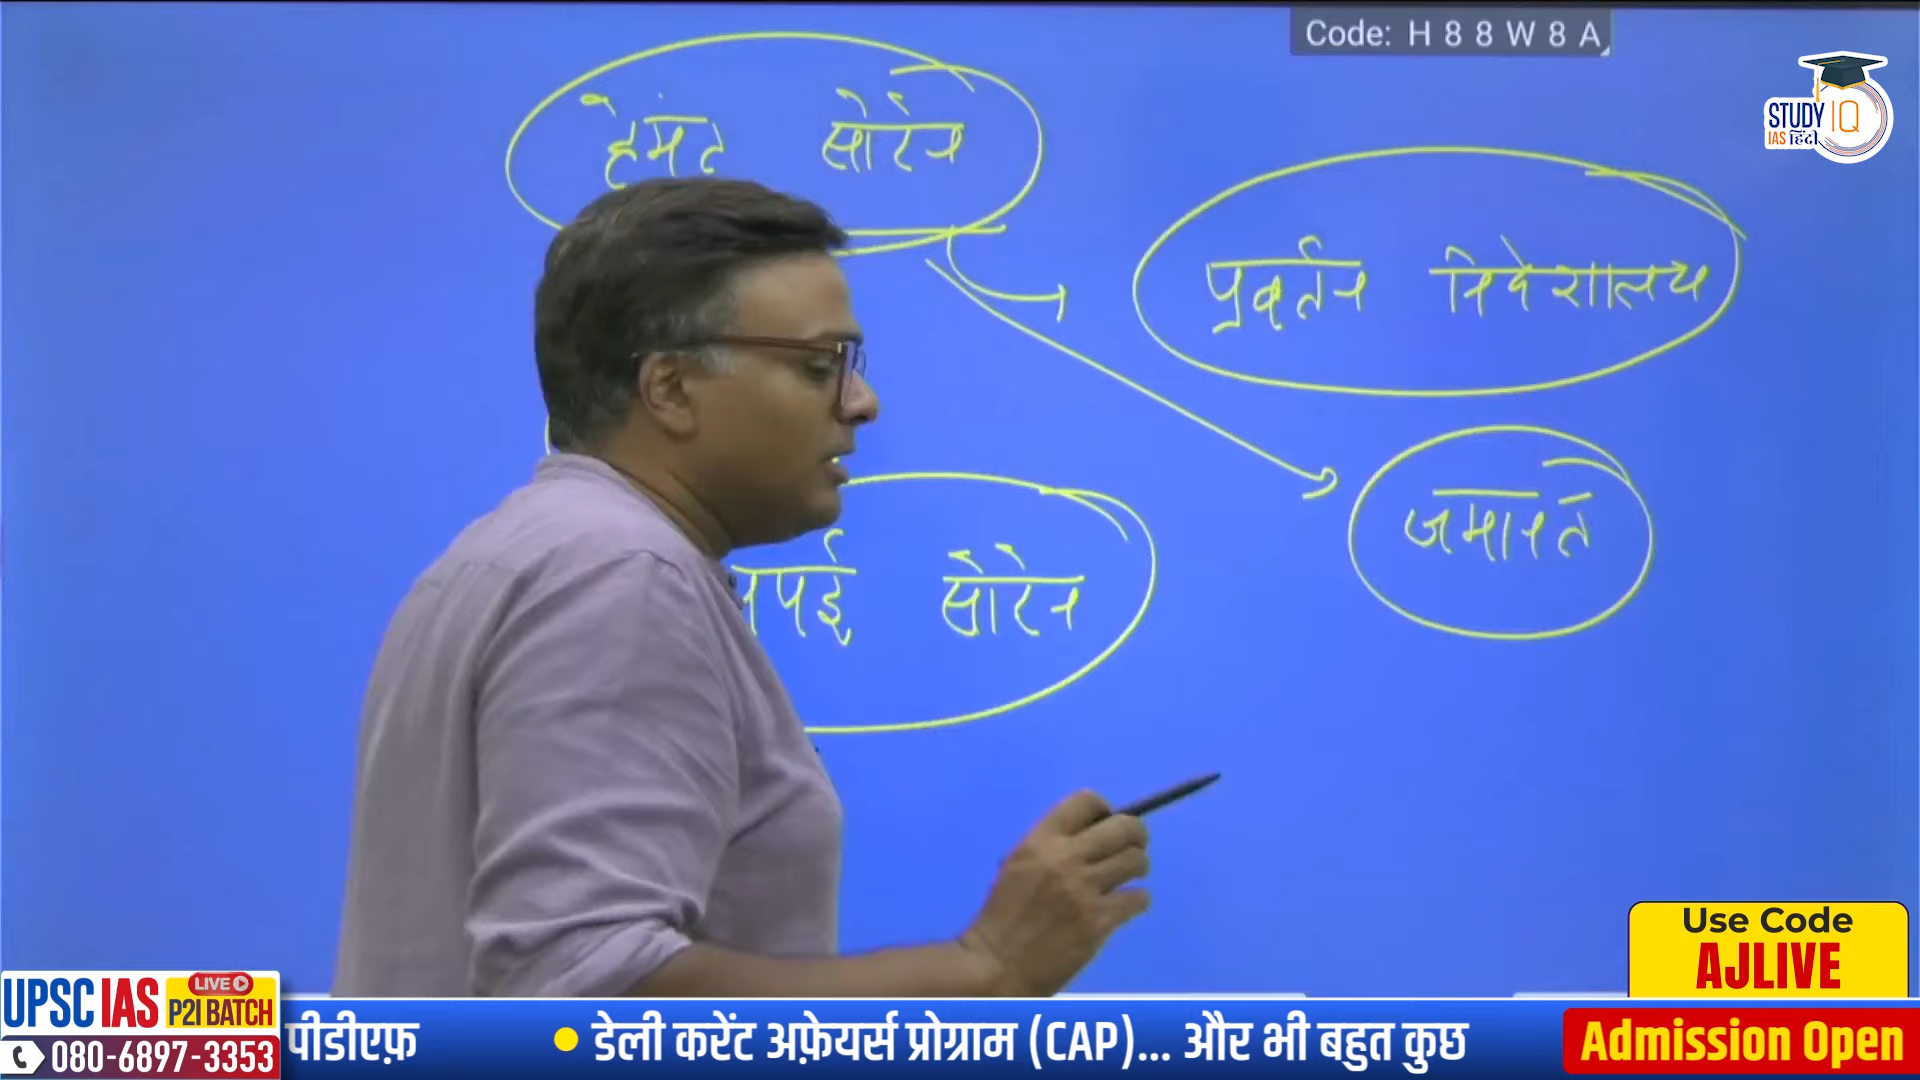 Code: H 8 8 W 8 A
STUDY IQ
IAS हिंदी
हेमंत सोरेन
प्रवर्तन निदेशालय
जमानत
पई सोरेन
Use Code
AJLIVE
UPSC IAS LIVE P2I BATCH
080-6897-3353
पीडीएफ़ • डेली करेंट अफ़ेयर्स प्रोग्राम (CAP)... और भी बहुत कुछ
Admission Open